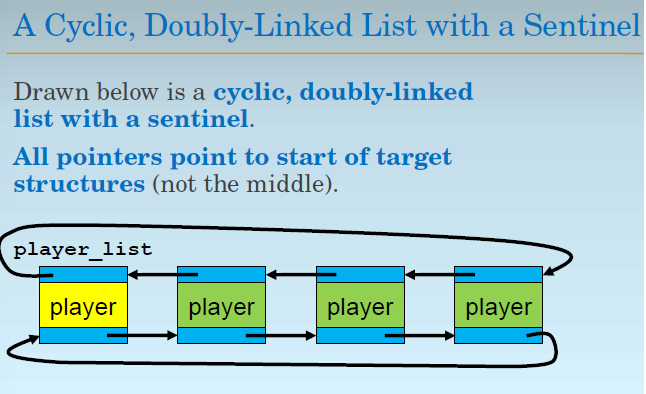 A Cyclic, Doubly-Linked List with a Sentinel
Drawn below is a cyclic, doubly-linked
list with a sentinel.
All pointers point to start of target
structures (not the middle).
player_list
player player player player